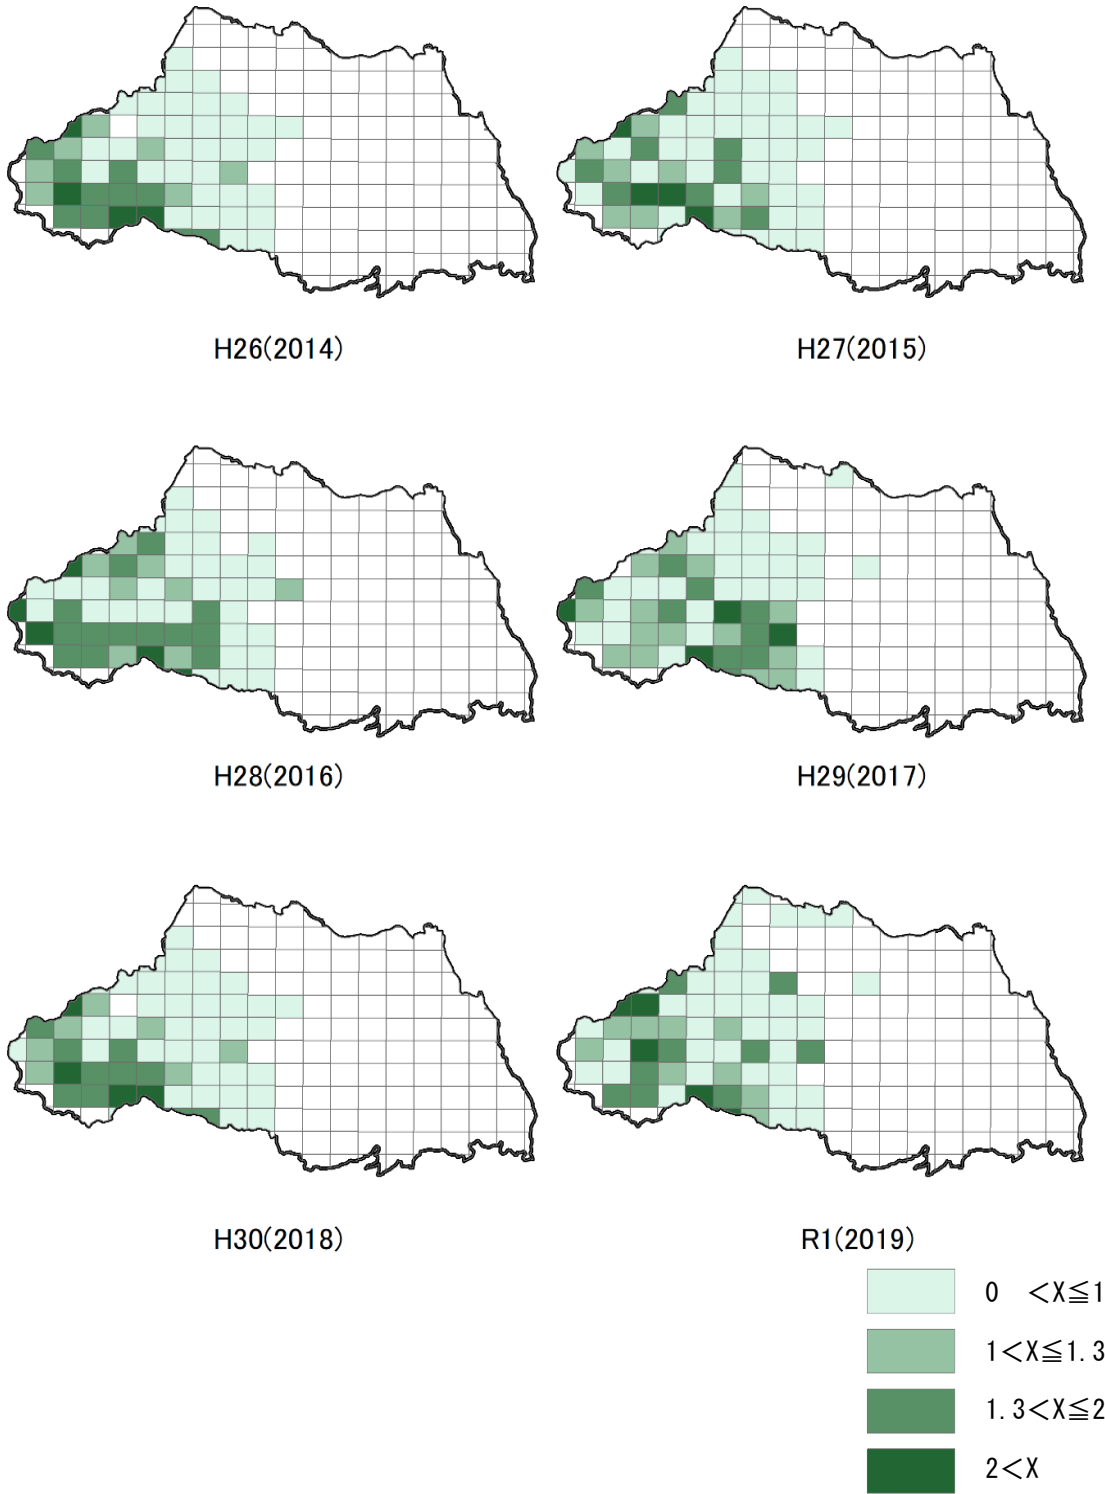 H26(2014)
H27(2015)
H28(2016)
H29(2017)
H30(2018)
R1(2019)
0 <X≦1
1<X≦1.3
1.3<X≦2
2<X